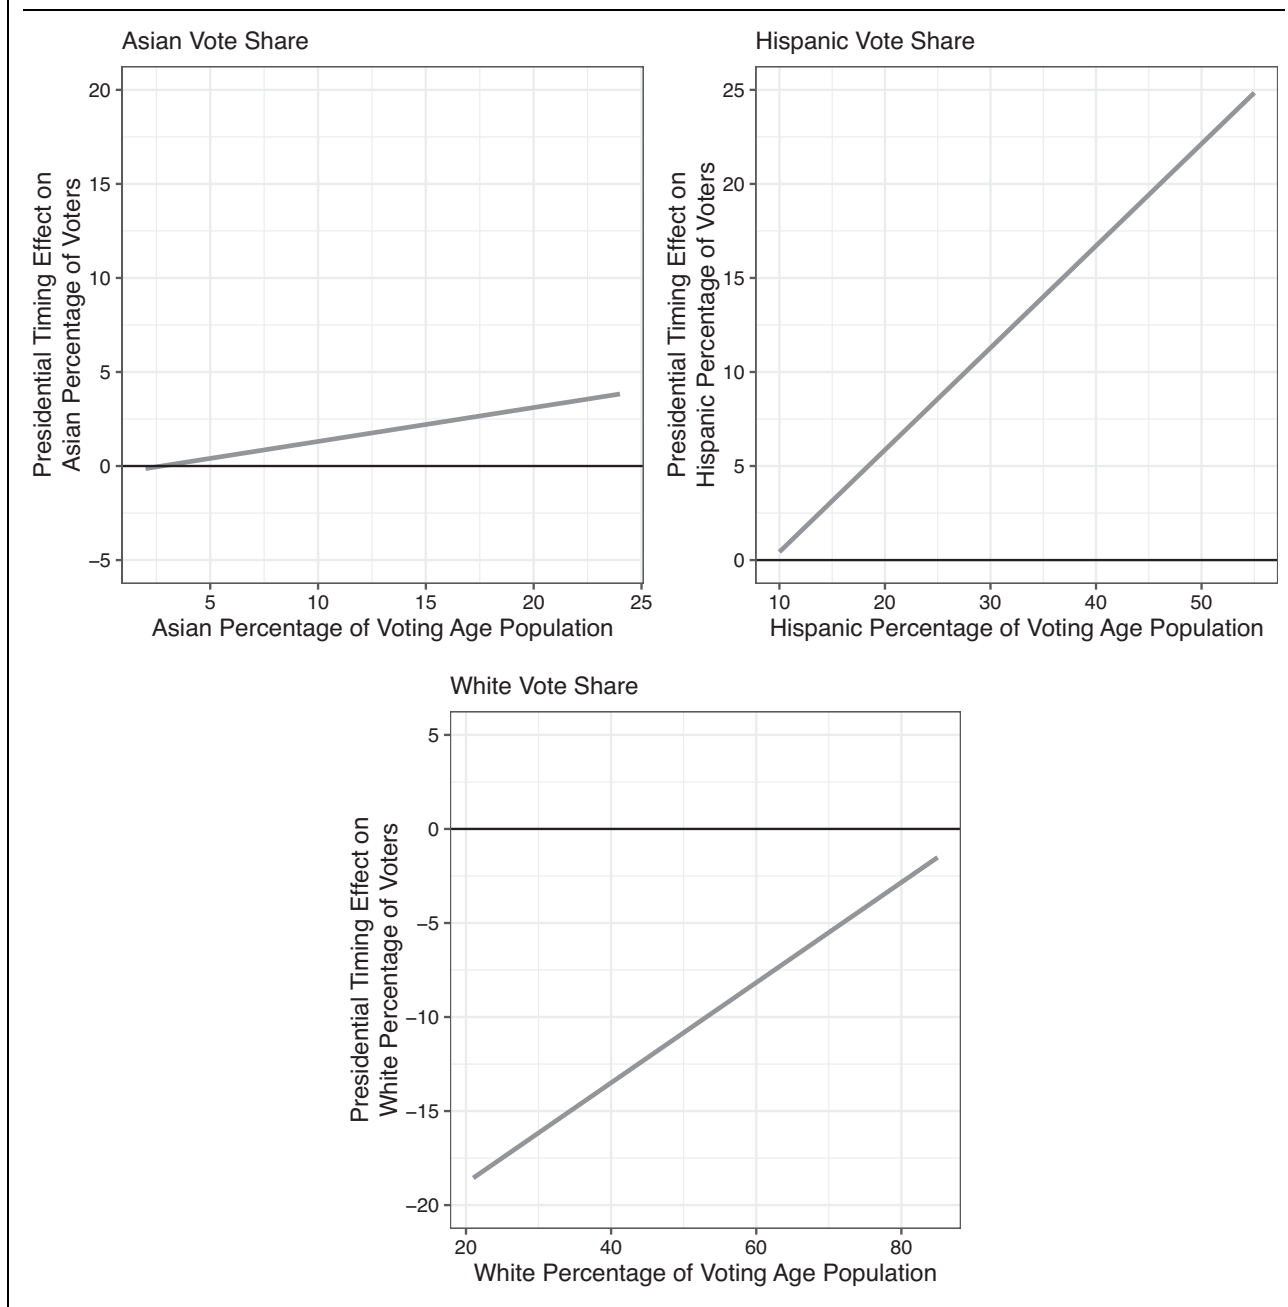 Asian Vote Share
20
15
10
5
0
−5
Presidential Timing Effect on
Asian Percentage of Voters
5 10 15 20 25
Asian Percentage of Voting Age Population
Hispanic Vote Share
25
20
15
10
5
0
Presidential Timing Effect on
Hispanic Percentage of Voters
10 20 30 40 50
Hispanic Percentage of Voting Age Population
White Vote Share
5
0
−5
−10
−15
−20
Presidential Timing Effect on
White Percentage of Voters
20 40 60 80
White Percentage of Voting Age Population